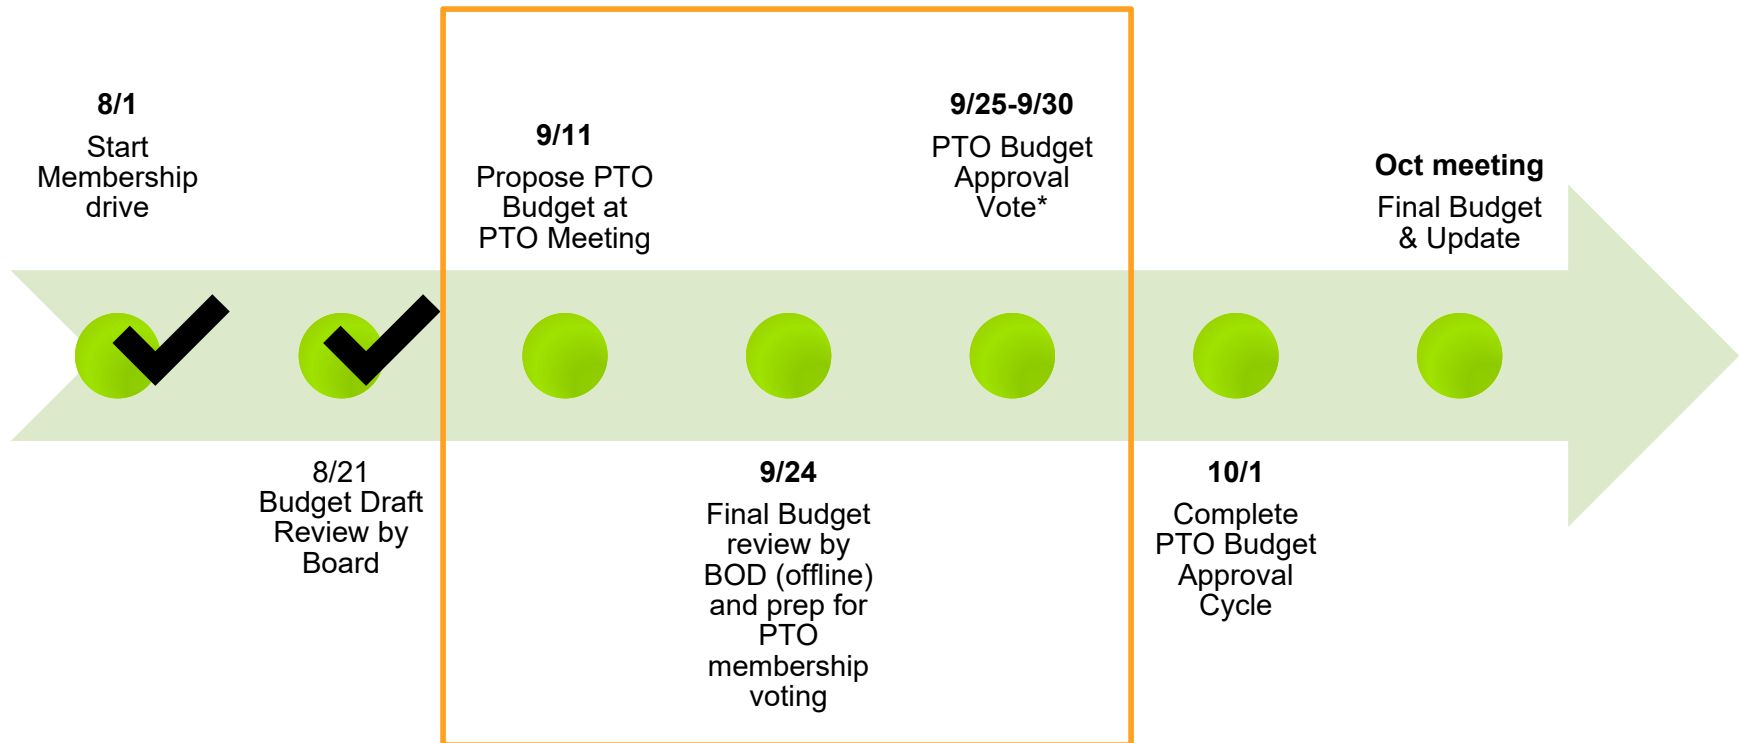 8/1
Start
Membership
drive
8/21
Budget Draft
Review by
Board
9/11
Propose PTO
Budget at
PTO Meeting
9/24
Final Budget
review by
BOD (offline)
and prep for
PTO
membership
voting
9/25-9/30
PTO Budget
Approval
Vote*
10/1
Complete
PTO Budget
Approval
Cycle
Oct meeting
Final Budget
& Update